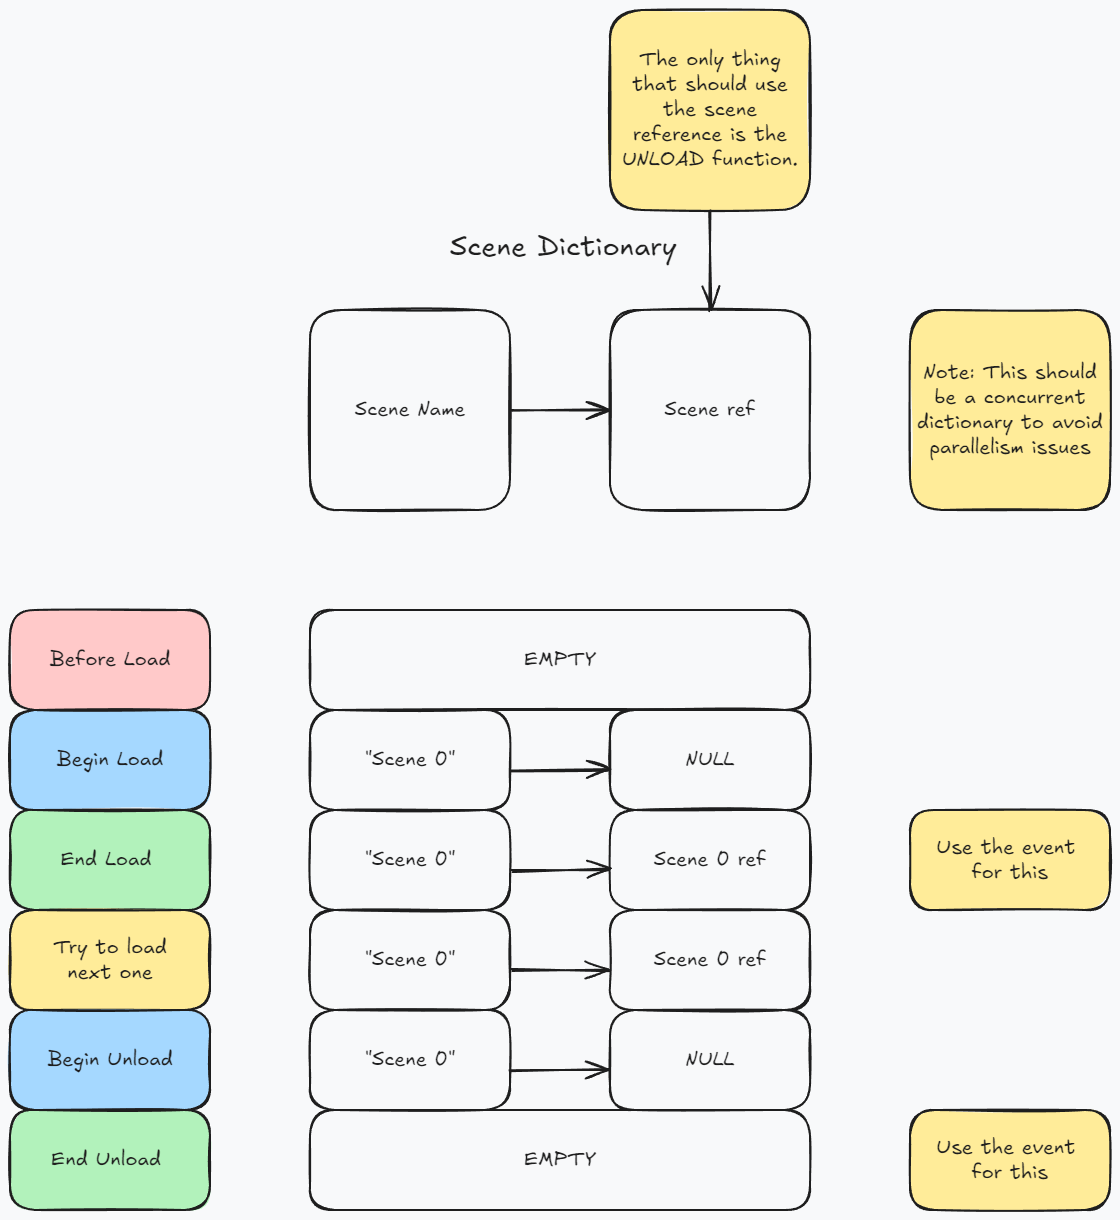 The only thing
that should use
the scene
reference is the
UNLOAD function.
Scene Dictionary
Scene Name
Scene ref
Note: This should
be a concurrent
dictionary to avoid
parallelism issues
Before Load
EMPTY
Begin Load
"Scene 0"
NULL
End Load
"Scene 0"
Scene 0 ref
Use the event
for this
Try to load
next one
"Scene 0"
Scene 0 ref
Begin Unload
"Scene 0"
NULL
End Unload
EMPTY
Use the event
for this